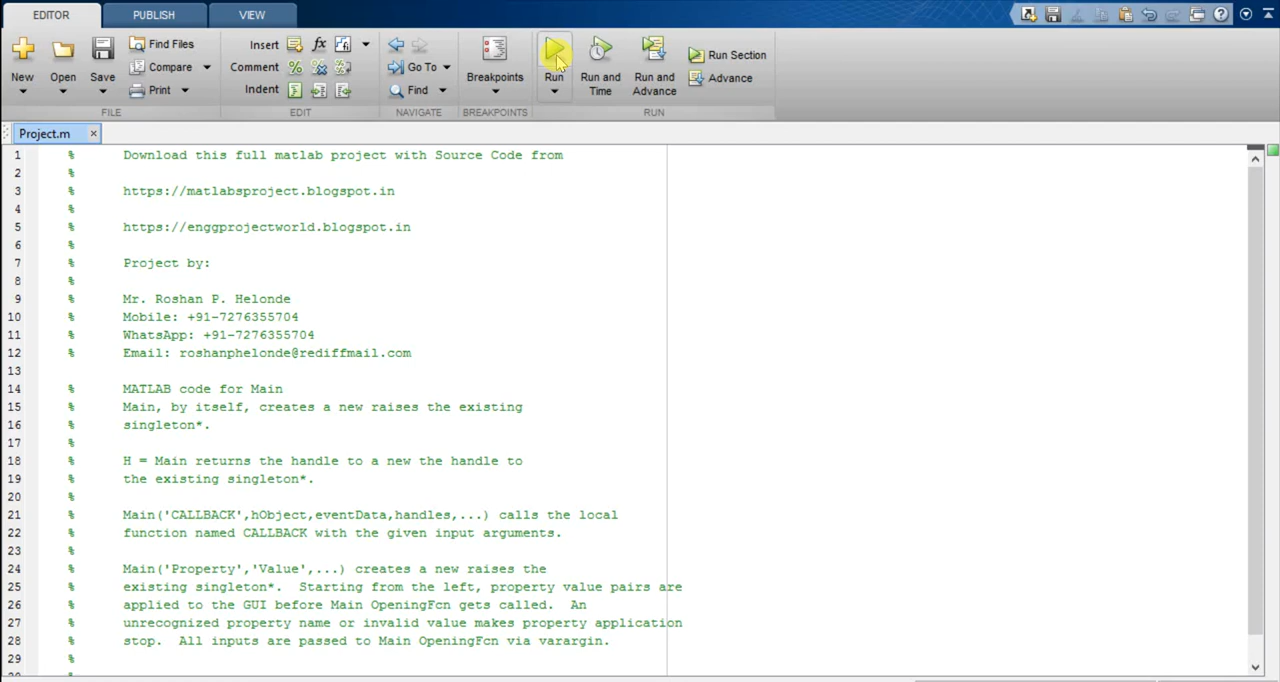 EDITOR PUBLISH VIEW
New Open Save Find Files Compare Print
Insert Comment Indent
Go To Find
Breakpoints
Run Run and Time Run and Advance Run Section Advance
FILE EDIT NAVIGATE BREAKPOINTS RUN
Project.m
1 % Download this full matlab project with Source Code from
2 %
3 % https://matlabsproject.blogspot.in
4 %
5 % https://enggprojectworld.blogspot.in
6 %
7 % Project by:
8 %
9 % Mr. Roshan P. Helonde
10 % Mobile: +91-7276355704
11 % WhatsApp: +91-7276355704
12 % Email: roshanphelonde@rediffmail.com
13
14 % MATLAB code for Main
15 % Main, by itself, creates a new raises the existing
16 % singleton*.
17 %
18 % H = Main returns the handle to a new the handle to
19 % the existing singleton*.
20 %
21 % Main('CALLBACK',hObject,eventData,handles,...) calls the local
22 % function named CALLBACK with the given input arguments.
23 %
24 % Main('Property','Value',...) creates a new raises the
25 % existing singleton*. Starting from the left, property value pairs are
26 % applied to the GUI before Main OpeningFcn gets called. An
27 % unrecognized property name or invalid value makes property application
28 % stop. All inputs are passed to Main OpeningFcn via varargin.
29 %